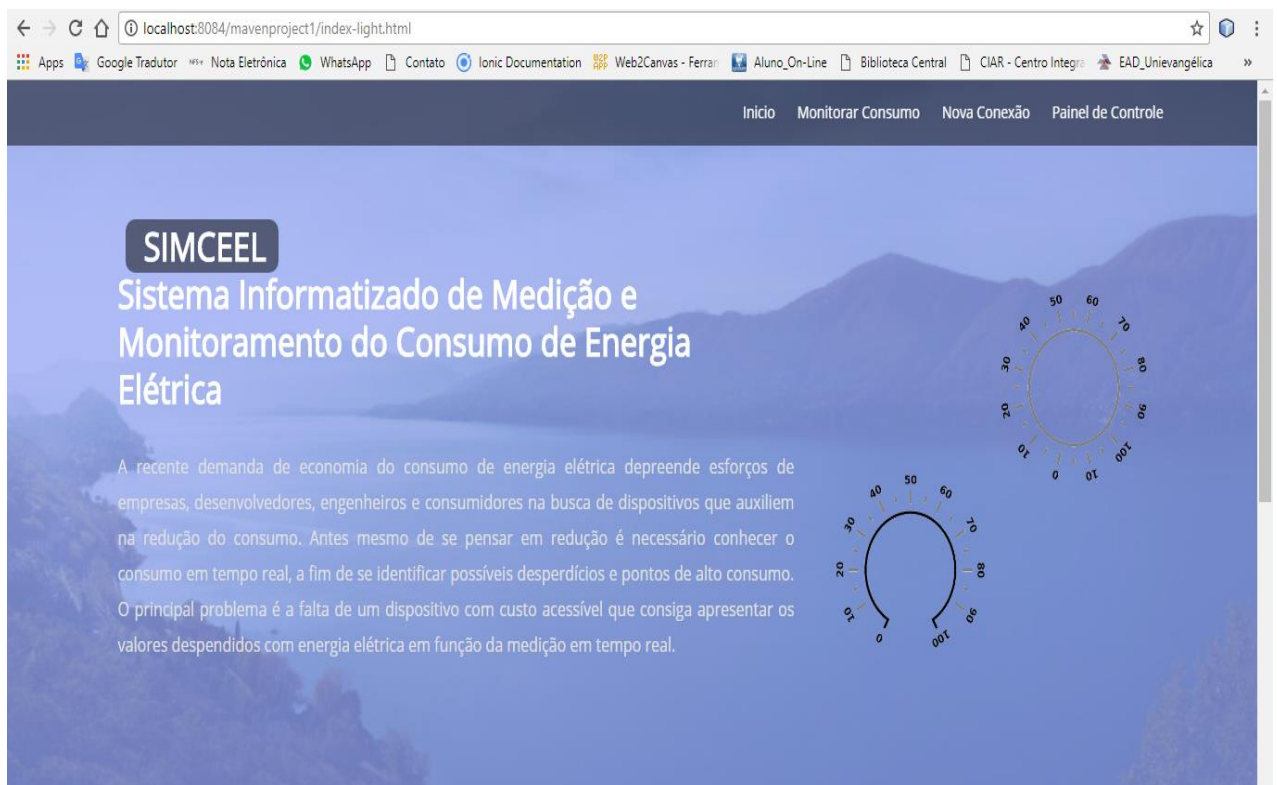 localhost:8084/mavenproject1/index-light.html
Apps Google Tradutor NFS-e Nota Eletrônica WhatsApp Contato Ionic Documentation Web2Canvas - Ferran Aluno_On-Line Biblioteca Central CIAR - Centro Integra EAD_Unievangélica »
Inicio Monitorar Consumo Nova Conexão Painel de Controle
SIMCEEL
Sistema Informatizado de Medição e
Monitoramento do Consumo de Energia
Elétrica
A recente demanda de economia do consumo de energia elétrica depreende esforços de
empresas, desenvolvedores, engenheiros e consumidores na busca de dispositivos que auxiliem
na redução do consumo. Antes mesmo de se pensar em redução é necessário conhecer o
consumo em tempo real, a fim de se identificar possíveis desperdícios e pontos de alto consumo.
O principal problema é a falta de um dispositivo com custo acessível que consiga apresentar os
valores despendidos com energia elétrica em função da medição em tempo real.
0 10 20 30 40 50 60 70 80 90 100 10
0 10 20 30 40 50 60 70 80 90 100